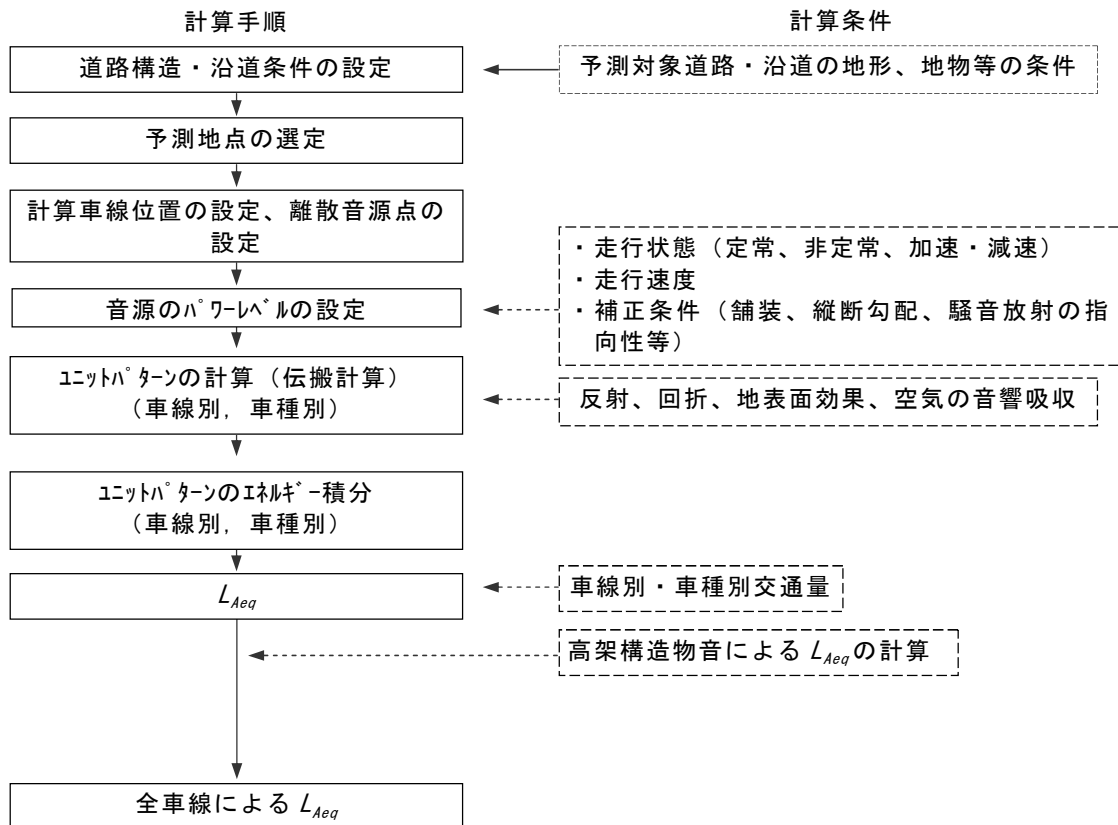 計算手順
計算条件
道路構造・沿道条件の設定
予測対象道路・沿道の地形、地物等の条件
予測地点の選定
計算車線位置の設定、離散音源点の
設定
・走行状態（定常、非定常、加速・減速）
・走行速度
・補正条件（舗装、縦断勾配、騒音放射の指
向性等）
音源のﾊﾟﾜｰﾚﾍﾞﾙの設定
ﾕﾆｯﾄﾊﾟﾀｰﾝの計算（伝搬計算）
（車線別，車種別）
反射、回折、地表面効果、空気の音響吸収
ﾕﾆｯﾄﾊﾟﾀｰﾝのｴﾈﾙｷﾞｰ積分
（車線別，車種別）
LAeq
車線別・車種別交通量
高架構造物音による LAeqの計算
全車線による LAeq